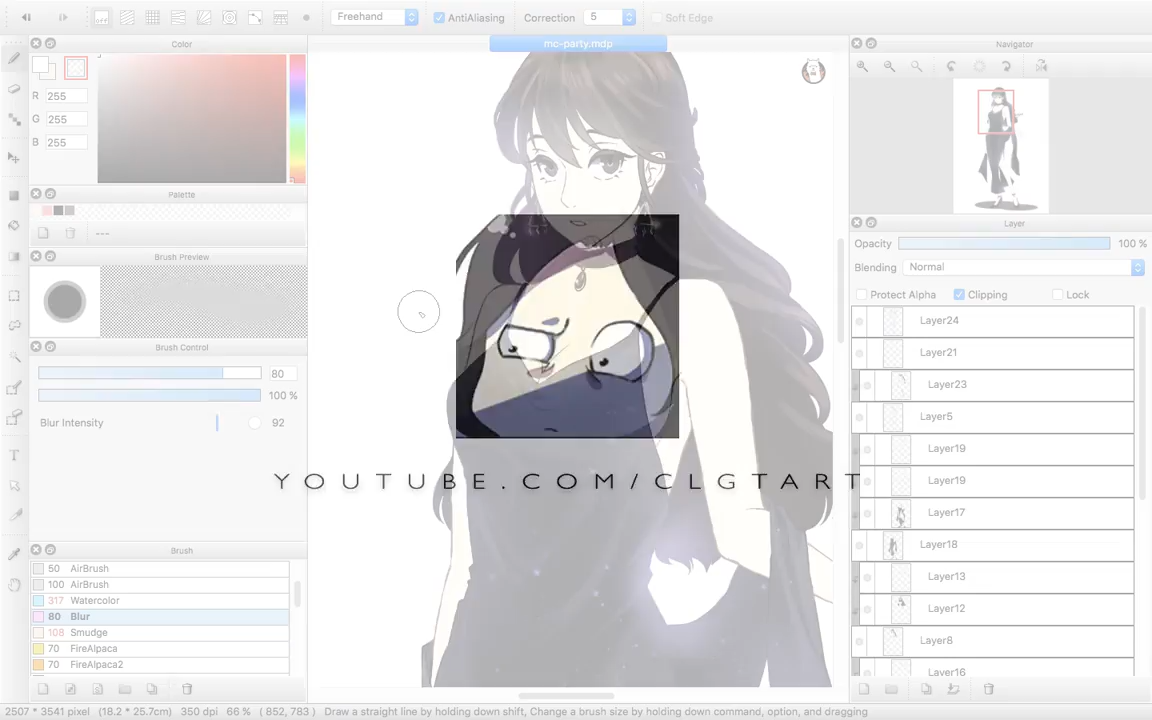 off
Freehand
AntiAliasing
Correction
5
Soft Edge
Color
mc-party.mdp
Navigator
R
255
G
255
B
255
Palette
---
Brush Preview
Brush Control
80
100 %
Blur Intensity
92
Layer
Opacity
100 %
Blending
Normal
Protect Alpha
Clipping
Lock
Layer24
Layer21
Layer23
Layer5
Layer19
Layer19
Layer17
Layer18
Layer13
Layer12
Layer8
Layer16
YOUTUBE.COM/CLGTART
Brush
50 AirBrush
100 AirBrush
317 Watercolor
80 Blur
108 Smudge
70 FireAlpaca
70 FireAlpaca2
T
2507 * 3541 pixel (18.2 * 25.7cm) 350 dpi 66 % ( 852, 783 ) Draw a straight line by holding down shift, Change a brush size by holding down command, option, and dragging